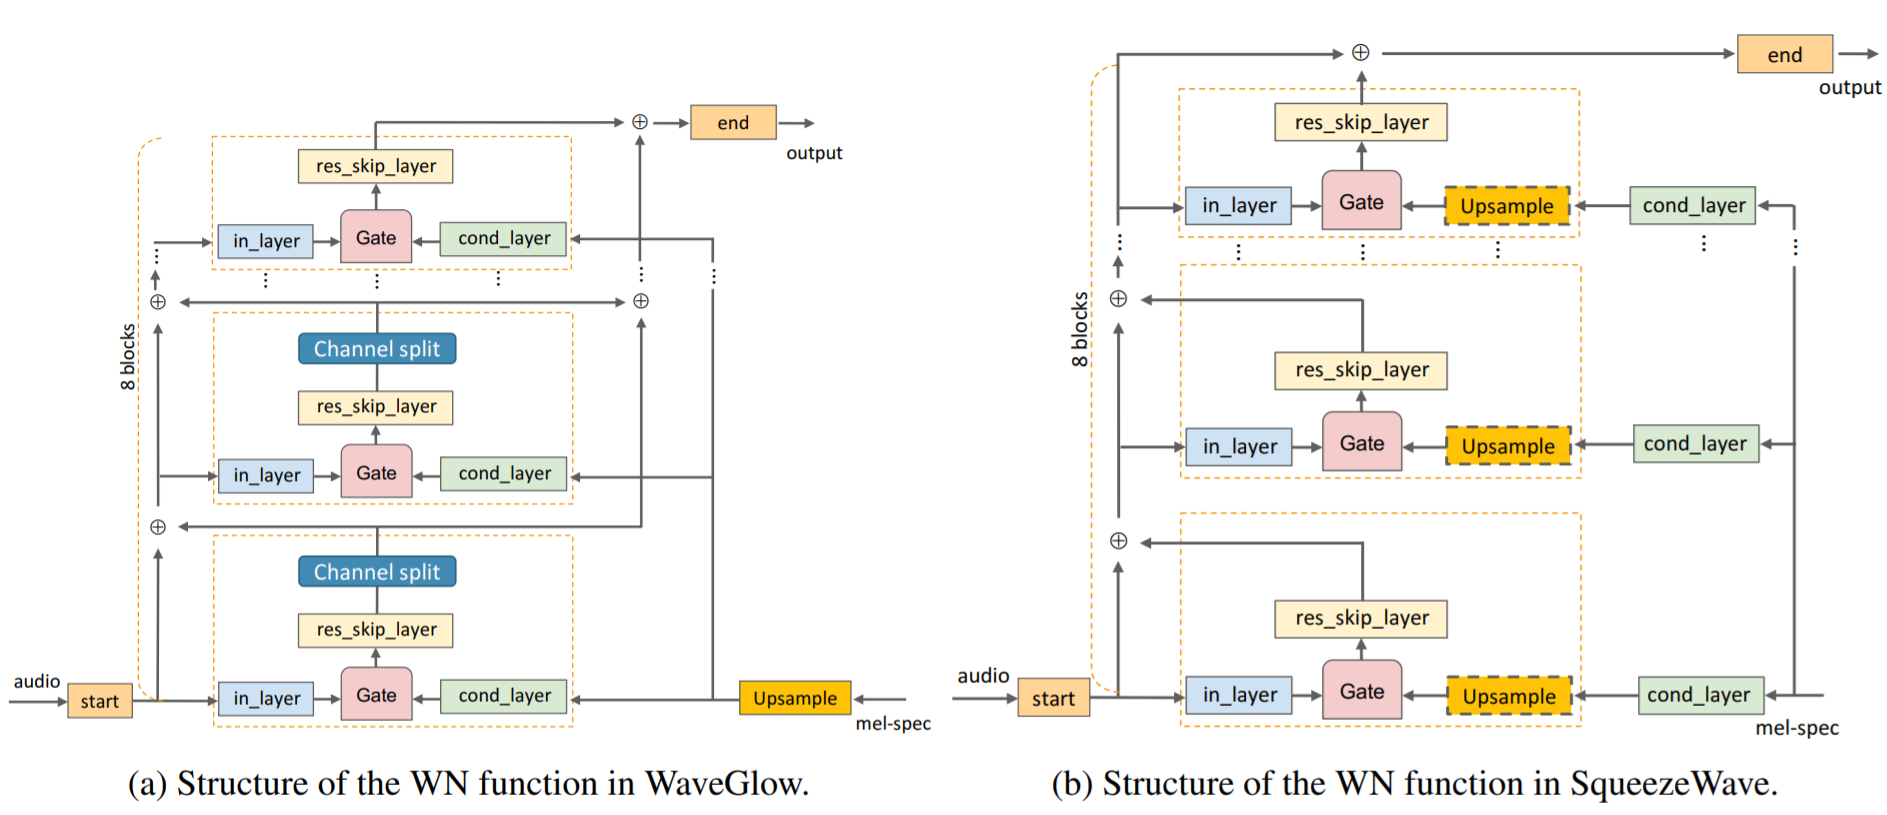 end
output
res_skip_layer
in_layer
Gate
cond_layer
8 blocks
Channel split
res_skip_layer
in_layer
Gate
cond_layer
Channel split
res_skip_layer
audio
start
in_layer
Gate
cond_layer
Upsample
mel-spec
(a) Structure of the WN function in WaveGlow.
end
output
res_skip_layer
in_layer
Gate
Upsample
cond_layer
8 blocks
res_skip_layer
in_layer
Gate
Upsample
cond_layer
res_skip_layer
audio
start
in_layer
Gate
Upsample
cond_layer
mel-spec
(b) Structure of the WN function in SqueezeWave.